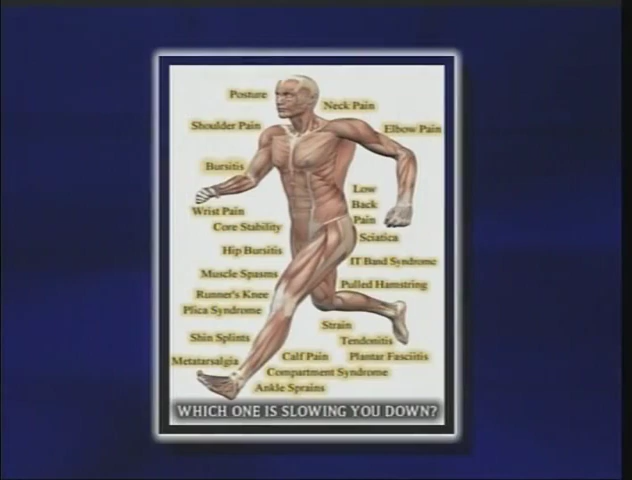 Posture
Neck Pain
Shoulder Pain
Elbow Pain
Bursitis
Low
Back
Pain
Wrist Pain
Core Stability
Sciatica
Hip Bursitis
IT Band Syndrome
Muscle Spasms
Pulled Hamstring
Runner's Knee
Plica Syndrome
Strain
Shin Splints
Tendonitis
Metatarsalgia
Calf Pain
Plantar Fasciitis
Compartment Syndrome
Ankle Sprains
WHICH ONE IS SLOWING YOU DOWN?